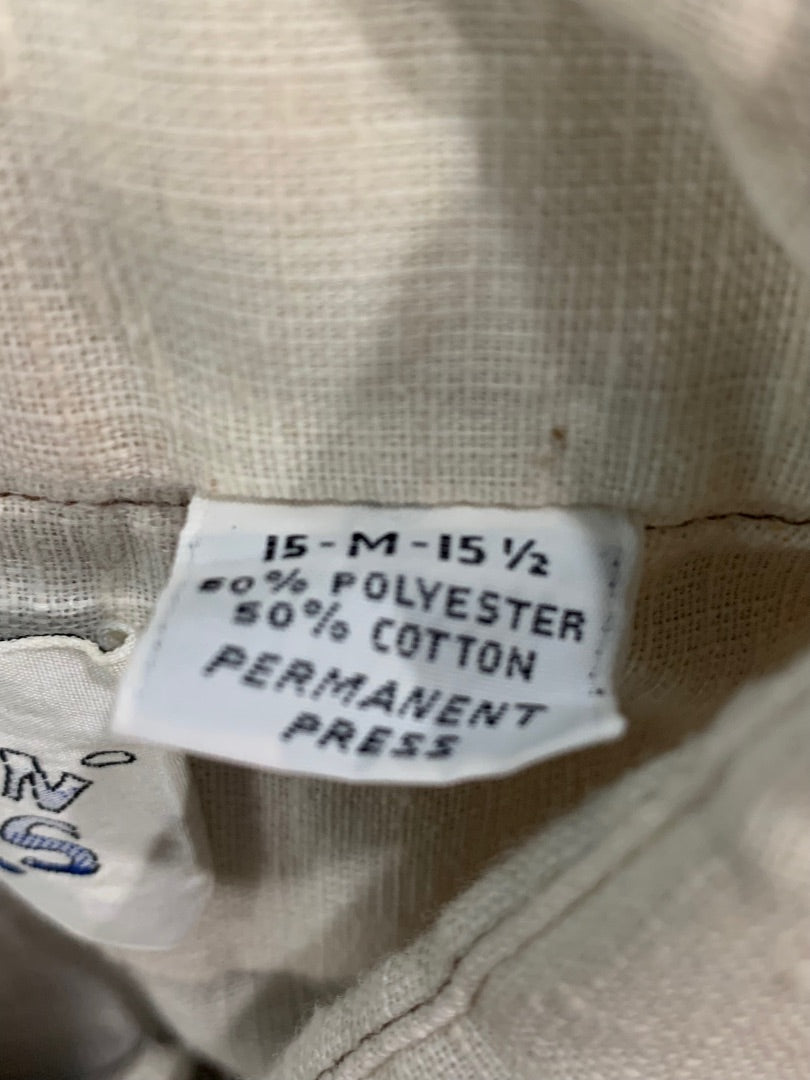 15-M-15 ½
50% POLYESTER
50% COTTON
PERMANENT
PRESS
N
S